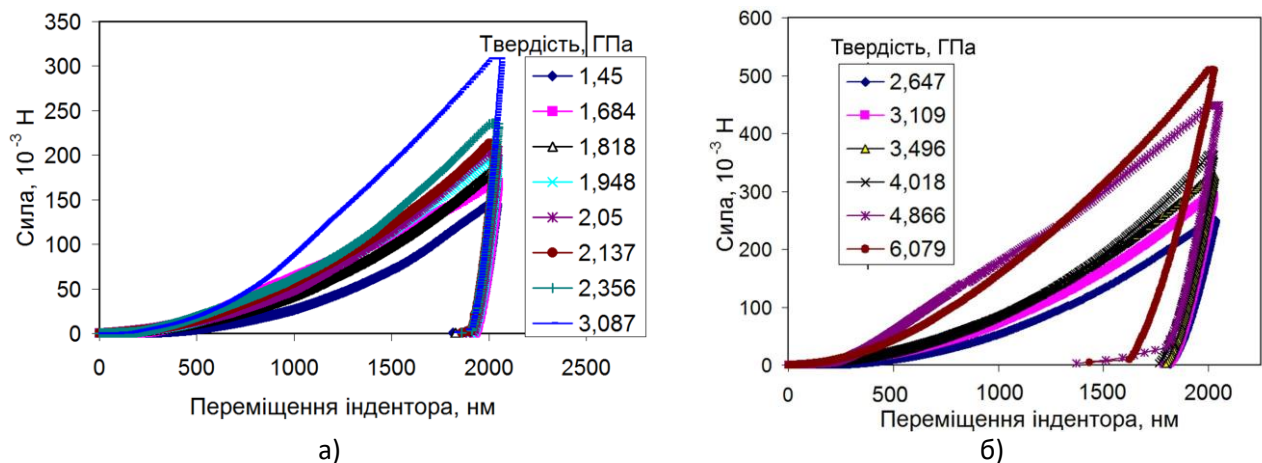 350
300
250
200
150
100
50
0
Сила, 10⁻³ Н
Твердість, ГПа
1,45
1,684
1,818
1,948
2,05
2,137
2,356
3,087
0 500 1000 1500 2000 2500
Переміщення індентора, нм
а)
600
500
400
300
200
100
0
Сила, 10⁻³ Н
Твердість, ГПа
2,647
3,109
3,496
4,018
4,866
6,079
0 500 1000 1500 2000
Переміщення індентора, нм
б)